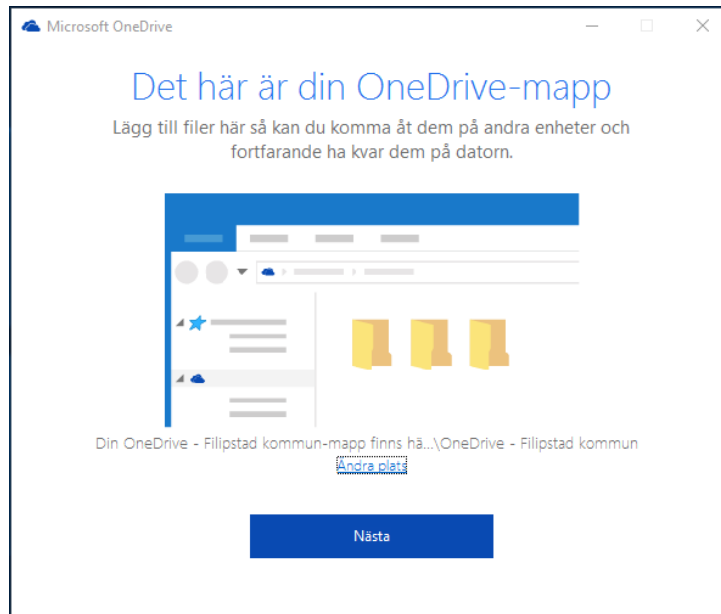 Microsoft OneDrive
Det här är din OneDrive-mapp
Lägg till filer här så kan du komma åt dem på andra enheter och
fortfarande ha kvar dem på datorn.
Din OneDrive - Filipstad kommun-mapp finns hä...\OneDrive - Filipstad kommun
Ändra plats
Nästa